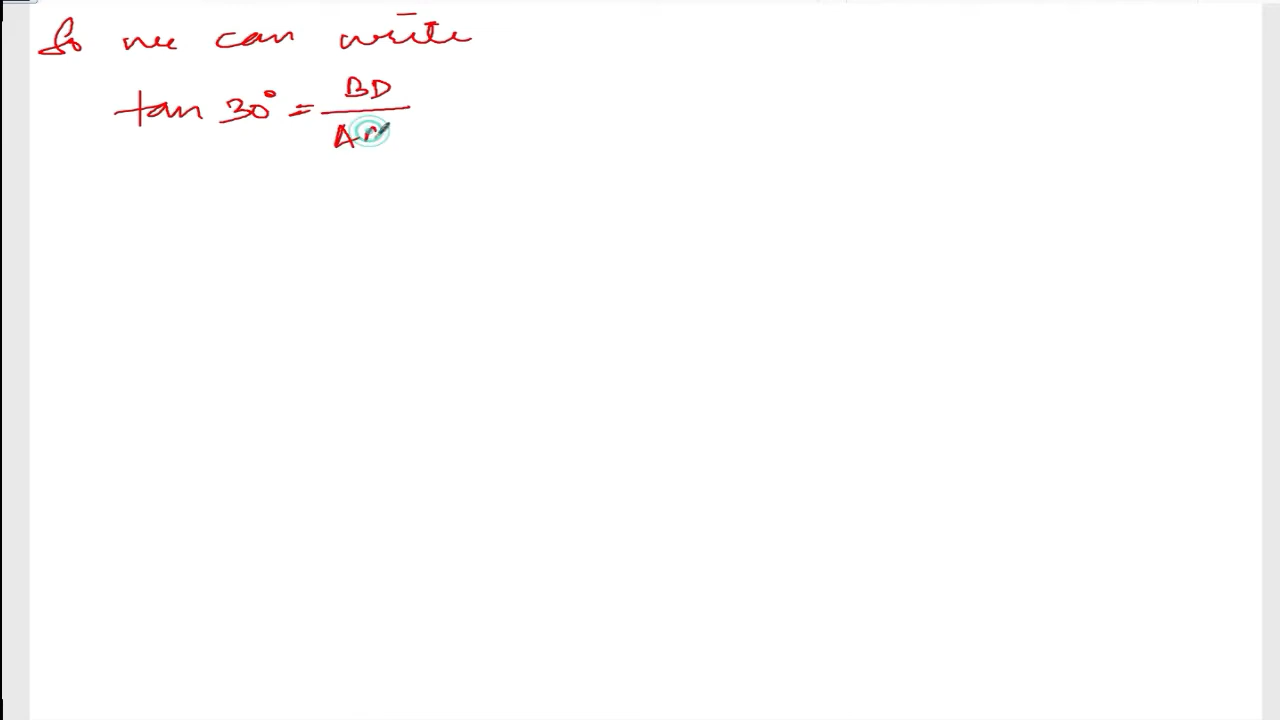 So we can write
tan 30° = BD / A